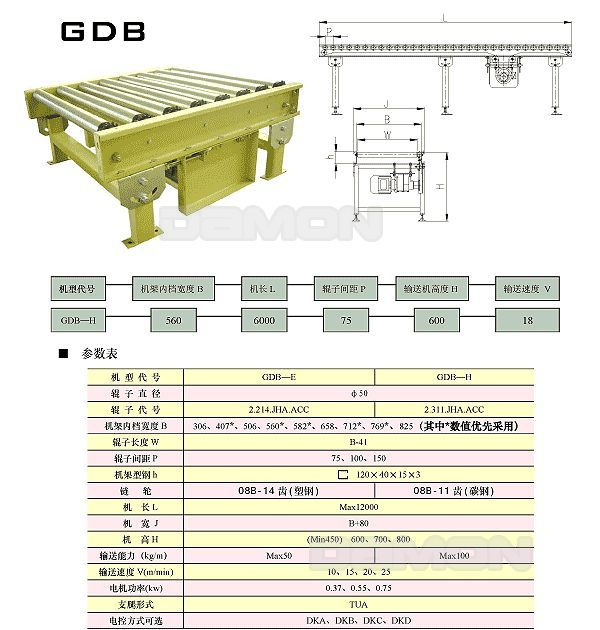 GDB
L
P
J
B
W
h
H
DAMON
机型代号 机架内档宽度 B 机长 L 辊子间距 P 输送机高度 H 输送速度 V
GDB—H 560 6000 75 600 18
■ 参数表
机 型 代 号 GDB—E GDB—H
辊 子 直 径 φ50
辊 子 代 号 2.214.JHA.ACC 2.311.JHA.ACC
机架内档宽度 B 306、407*、506、560*、582*、658、712*、769*、825 (其中*数值优先采用)
辊子长度 W B-41
辊子间距 P 75、100、150
机架型钢 h 120×40×15×3
链 轮 08B-14 齿(塑钢) 08B-11 齿(碳钢)
机 长 L Max12000
机 宽 J B+80
机 高 H (Min450) 600、700、800
输送能力 (kg/m) Max50 Max100
输送速度 V(m/min) 10、15、20、25
电机功率(kw) 0.37、0.55、0.75
支腿形式 TUA
电控方式可选 DKA、DKB、DKC、DKD
DAMON